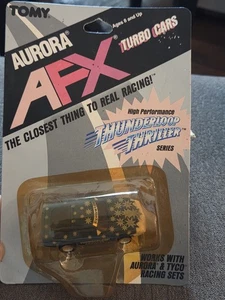 TOMY
Ages 8 and Up
AURORA
TURBO CARS
AFX
THE CLOSEST THING TO REAL RACING!
High Performance
THUNDERLOOP
THRILLER
SERIES
WORKS WITH
AURORA & TYCO
RACING SETS